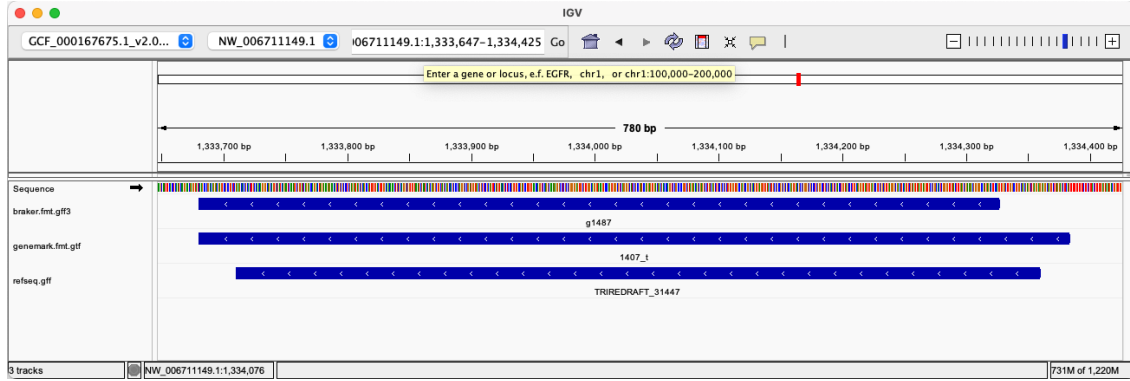 IGV
GCF_000167675.1_v2.0... NW_006711149.1 )06711149.1:1,333,647-1,334,425 Go
Enter a gene or locus, e.f. EGFR, chr1, or chr1:100,000-200,000
780 bp
1,333,700 bp 1,333,800 bp 1,333,900 bp 1,334,000 bp 1,334,100 bp 1,334,200 bp 1,334,300 bp 1,334,400 bp
Sequence
braker.fmt.gff3
g1487
genemark.fmt.gtf
1407_t
refseq.gff
TRIREDRAFT_31447
3 tracks NW_006711149.1:1,334,076 731M of 1,220M